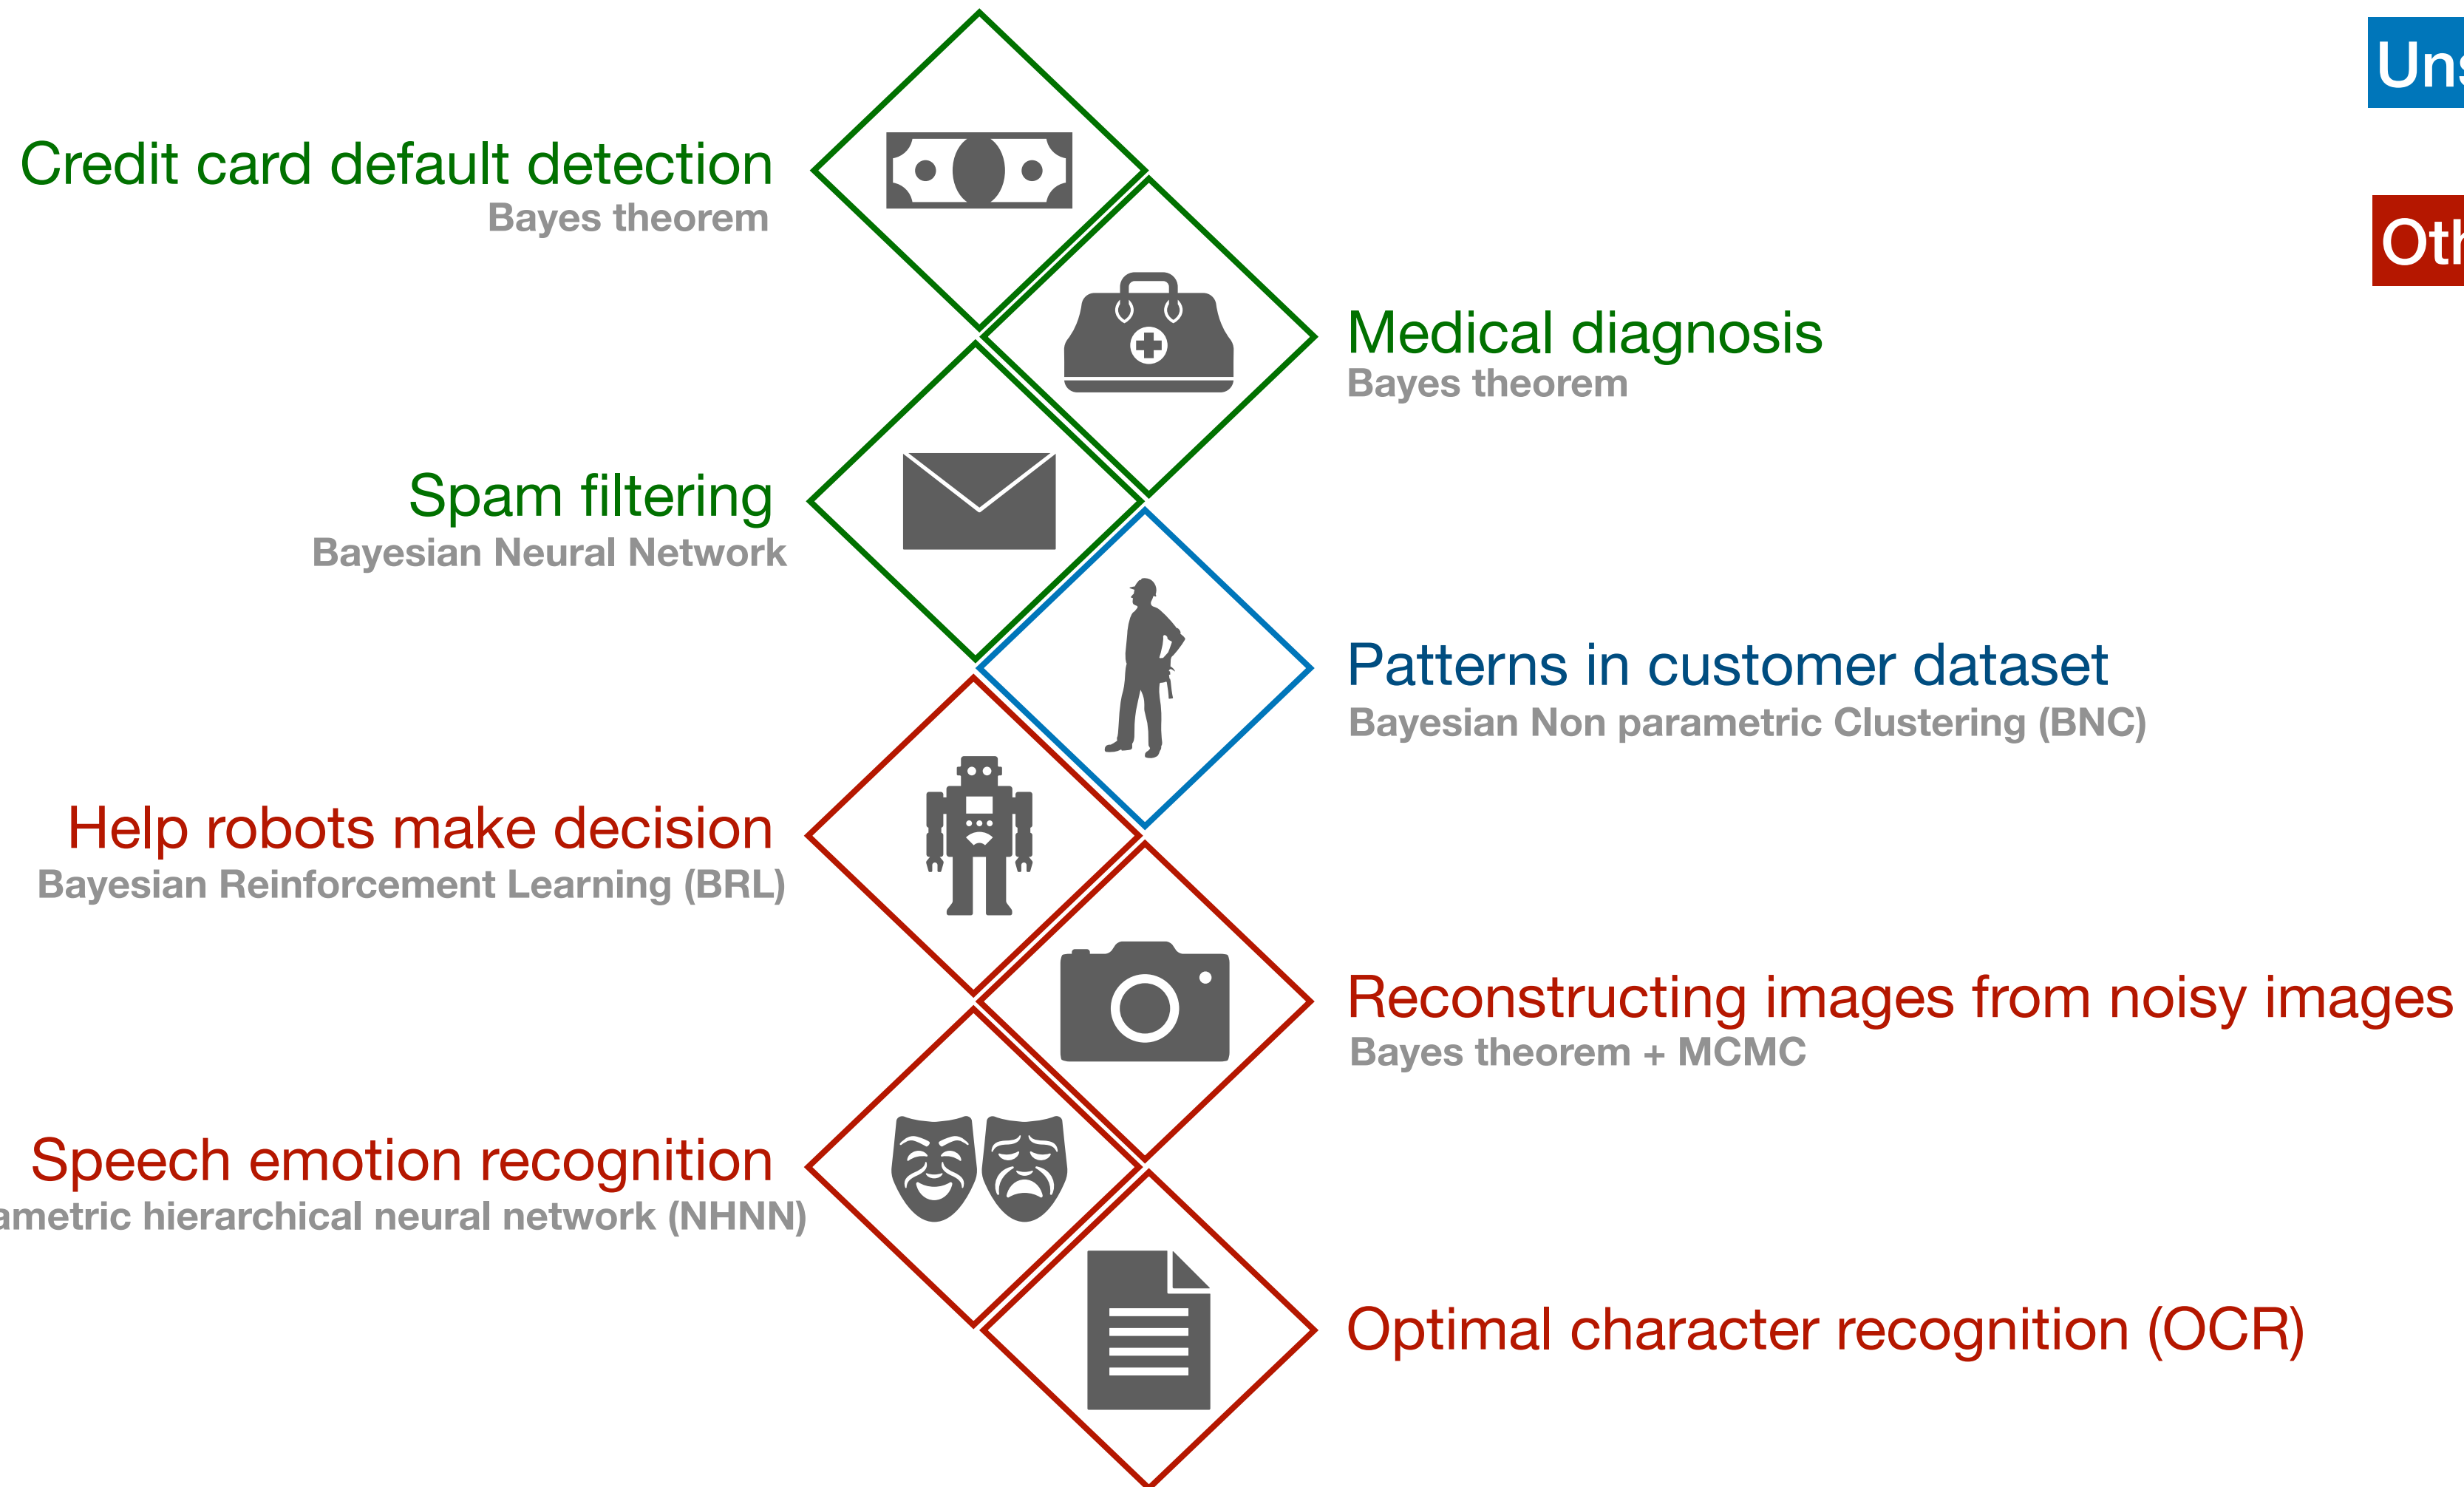 Uns
Credit card default detection
Bayes theorem
Oth
Medical diagnosis
Bayes theorem
Spam filtering
Bayesian Neural Network
Patterns in customer dataset
Bayesian Non parametric Clustering (BNC)
Help robots make decision
Bayesian Reinforcement Learning (BRL)
Reconstructing images from noisy images
Bayes theorem + MCMC
Speech emotion recognition
ametric hierarchical neural network (NHNN)
Optimal character recognition (OCR)